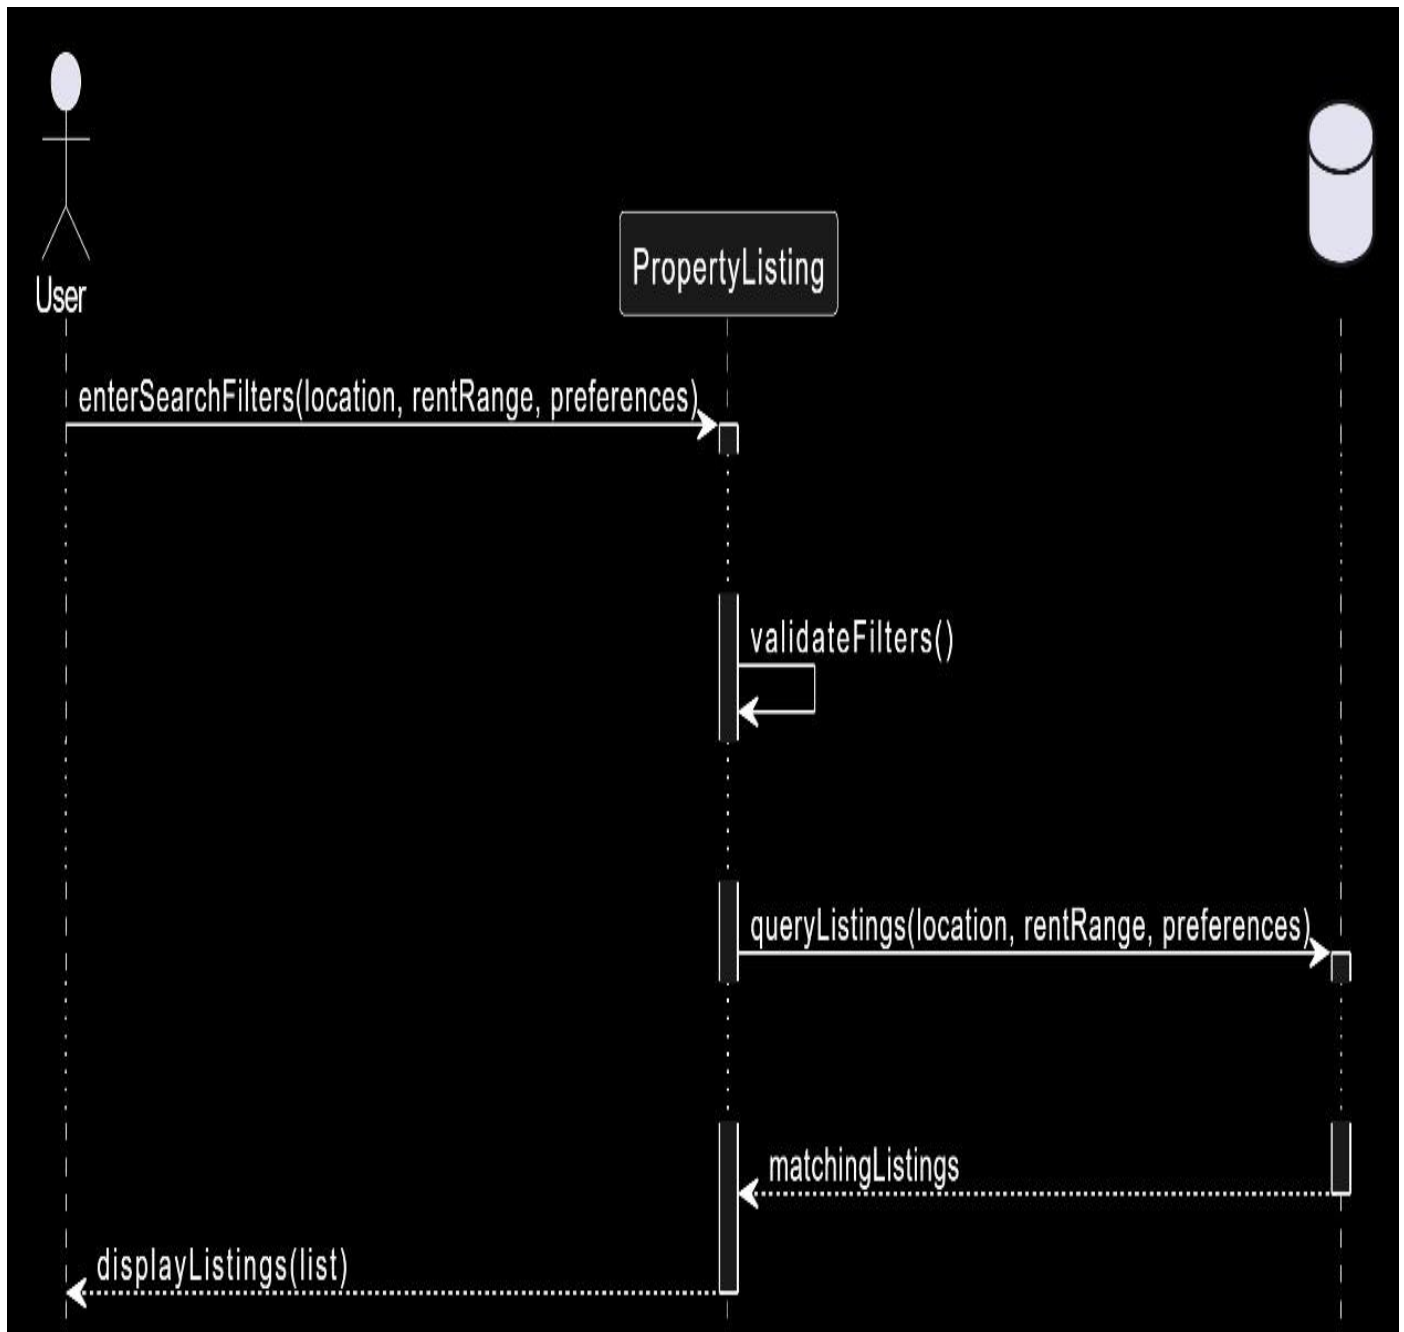 User
PropertyListing
enterSearchFilters(location, rentRange, preferences)
validateFilters()
queryListings(location, rentRange, preferences)
matchingListings
displayListings(list)